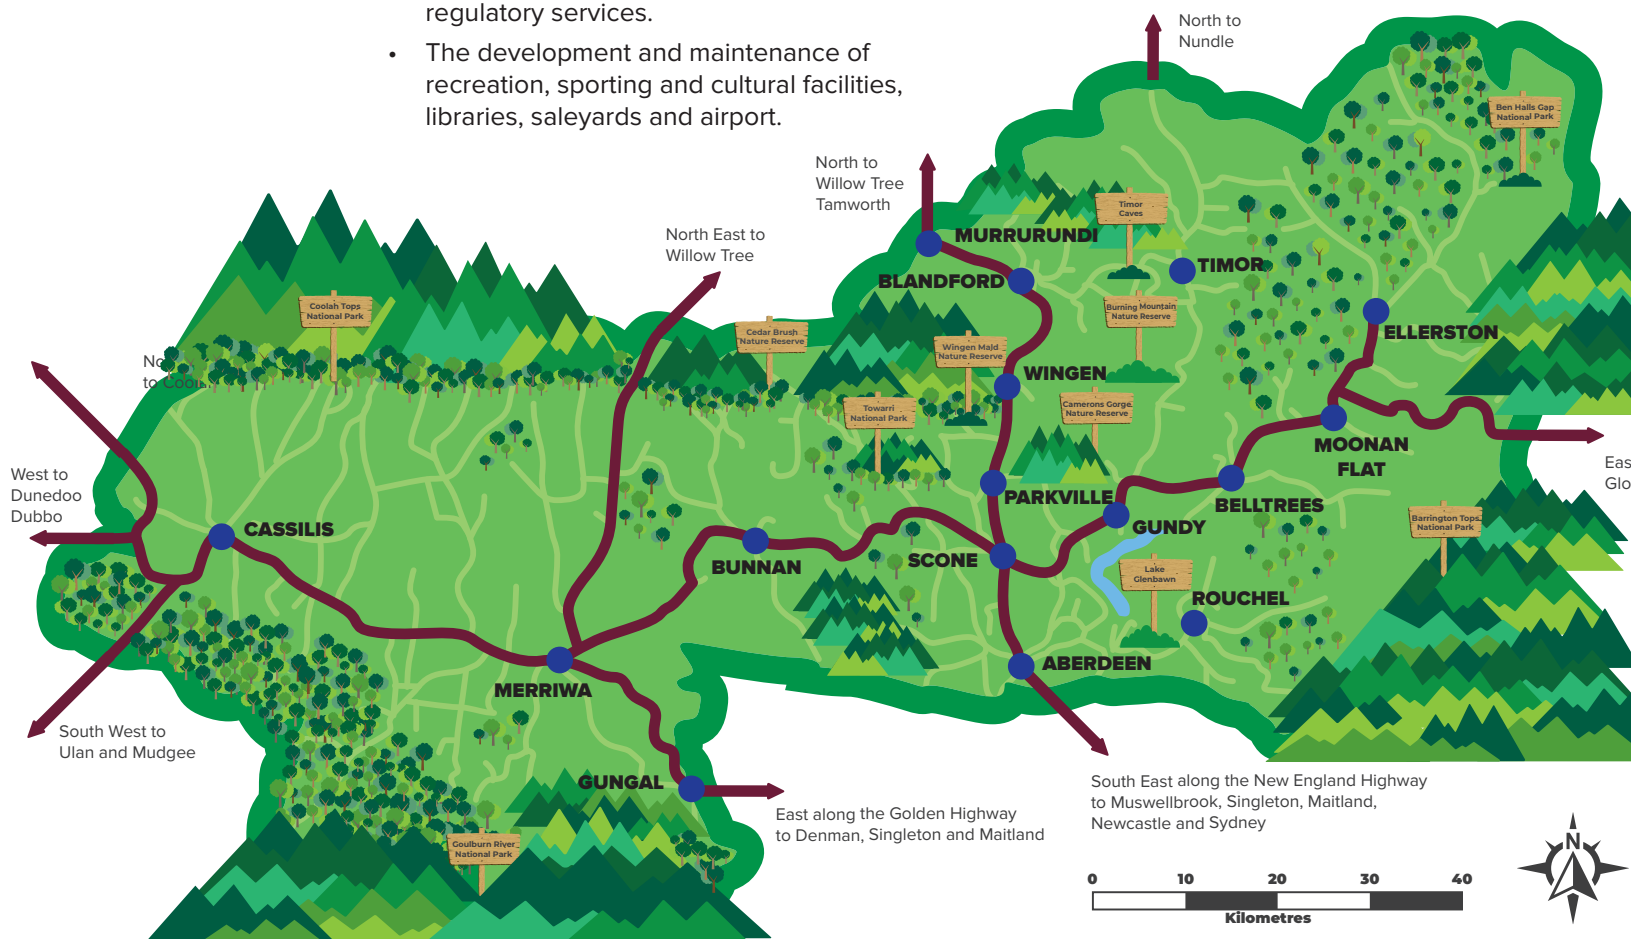 regulatory services.
• The development and maintenance of
recreation, sporting and cultural facilities,
libraries, saleyards and airport.
North to
Nundle
Ben Halls Gap
National Park
North to
Willow Tree
Tamworth
Timor
Caves
North East to
Willow Tree
MURRURUNDI
TIMOR
BLANDFORD
Coolah Tops
National Park
Cedar Brush
Nature Reserve
Burning Mountain
Nature Reserve
ELLERSTON
Wingen Maid
Nature Reserve
WINGEN
Towarri
National Park
Camerons Gorge
Nature Reserve
MOONAN
FLAT
West to
Dunedoo
Dubbo
PARKVILLE
BELLTREES
GUNDY
Barrington Tops
National Park
CASSILIS
BUNNAN
SCONE
Lake
Glenbawn
ROUCHEL
ABERDEEN
MERRIWA
South West to
Ulan and Mudgee
GUNGAL
East along the Golden Highway
to Denman, Singleton and Maitland
South East along the New England Highway
to Muswellbrook, Singleton, Maitland,
Newcastle and Sydney
Goulburn River
National Park
0 10 20 30 40
Kilometres
N